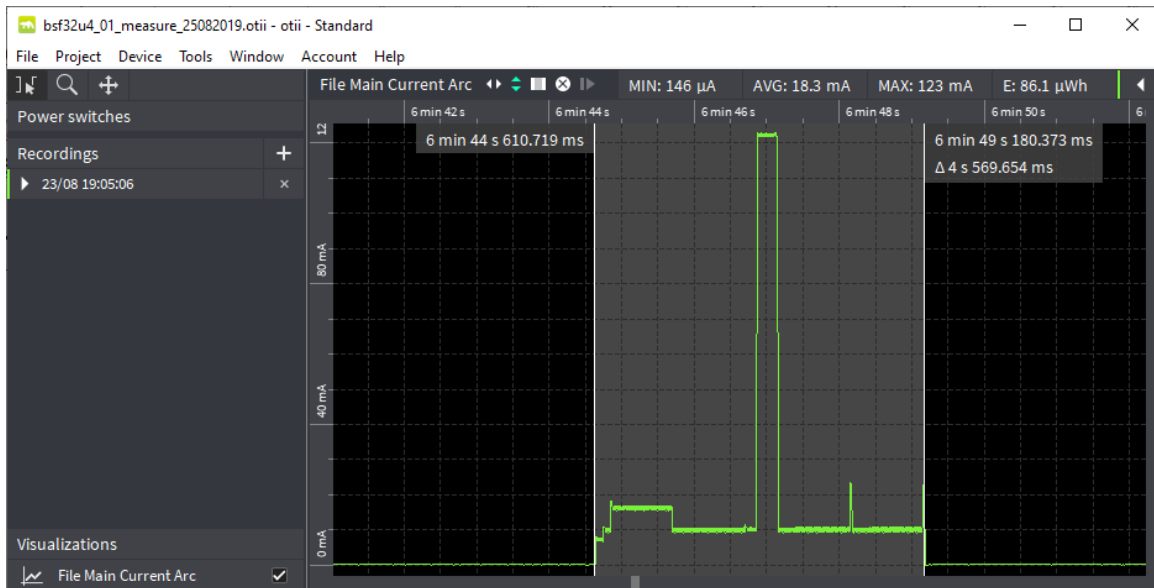 bsf32u4_01_measure_25082019.otii - otii - Standard
File Project Device Tools Window Account Help
File Main Current Arc MIN: 146 µA AVG: 18.3 mA MAX: 123 mA E: 86.1 µWh
Power switches
6 min 42 s 6 min 44 s 6 min 46 s 6 min 48 s 6 min 50 s 6
Recordings +
23/08 19:05:06 ×
6 min 44 s 610.719 ms
6 min 49 s 180.373 ms
Δ 4 s 569.654 ms
12
80 mA
40 mA
0 mA
Visualizations
File Main Current Arc